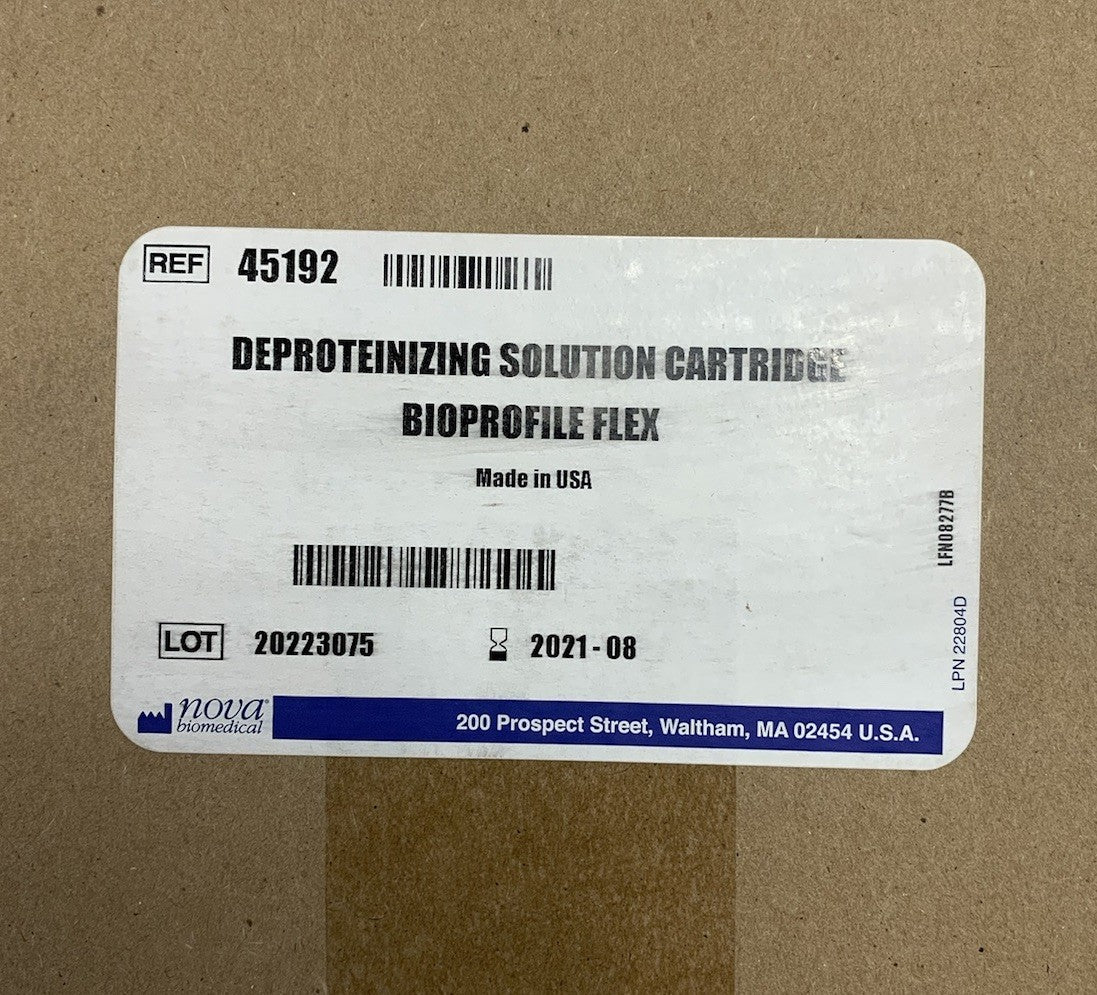 REF 45192
DEPROTEINIZING SOLUTION CARTRIDGE
BIOPROFILE FLEX
Made in USA
LFN08277B
LPN 22804D
LOT 20223075 2021-08
nova®
biomedical
200 Prospect Street, Waltham, MA 02454 U.S.A.